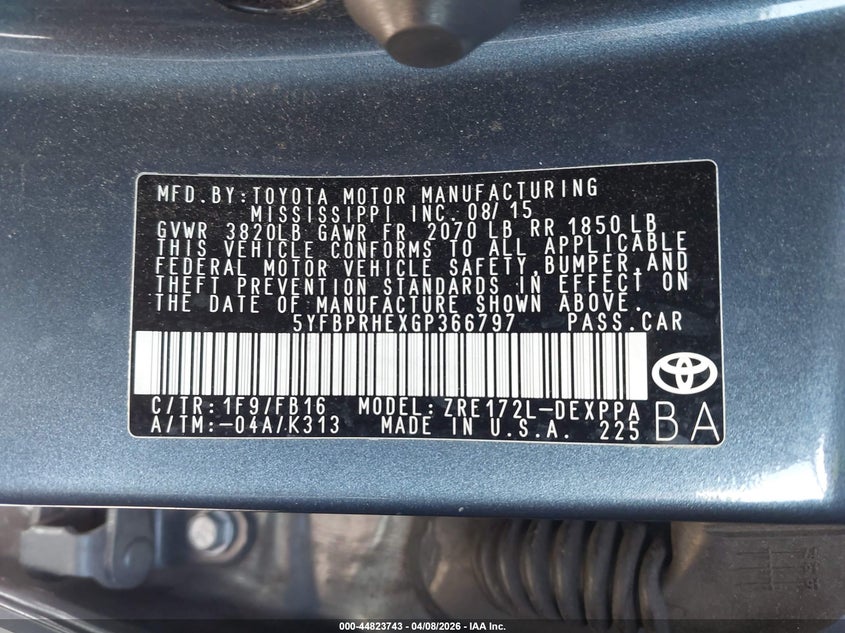 MFD.BY:TOYOTA MOTOR MANUFACTURING
MISSISSIPPI INC. 08/15
GVWR 3820LB GAWR FR 2070 LB RR 1850 LB
THIS VEHICLE CONFORMS TO ALL APPLICABLE
FEDERAL MOTOR VEHICLE SAFETY,BUMPER,AND
THEFT PREVENTION STANDARDS IN EFFECT ON
THE DATE OF MANUFACTURE SHOWN ABOVE.
5YFBPRHEXGP366797 PASS.CAR
C/TR:1F9/FB16 MODEL:ZRE172L-DEXPPA
A/TM:-04A/K313 MADE IN U.S.A. 225 BA
000-44823743 - 04/08/2026 - IAA Inc.